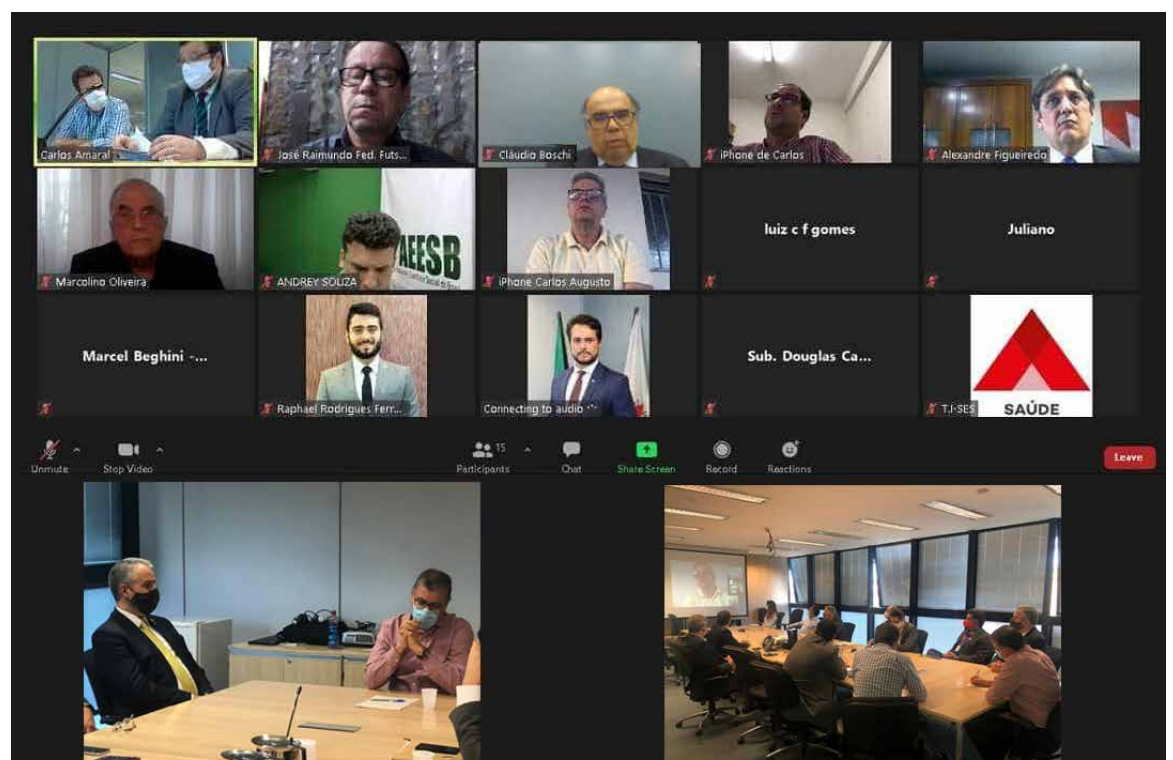 Carlos Amaral
José Raimundo Fed. Futs...
Cláudio Boschi
iPhone de Carlos
Alexandre Figueiredo
Marcolino Oliveira
ANDREY SOUZA
AEESB
iPhone Carlos Augusto
luiz c f gomes
Juliano
Marcel Beghini -...
Raphael Rodrigues Ferr...
Connecting to audio
Sub. Douglas Ca...
T.I-SES
SAÚDE
Unmute
Stop Video
Participants
15
Chat
Share Screen
Record
Reactions
Leave